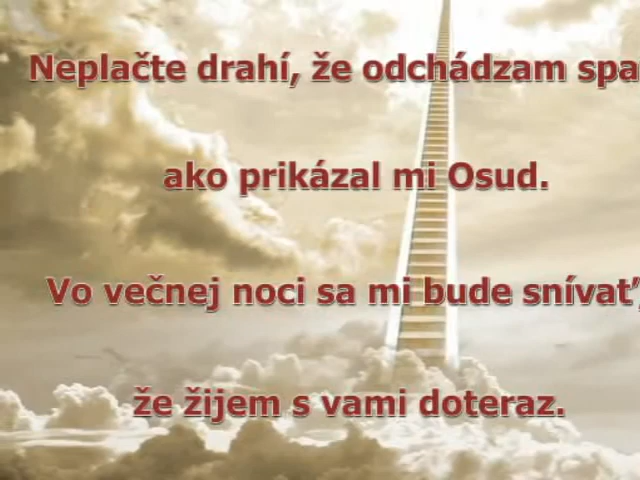 Neplačte drahí, že odchádzam spa
ako prikázal mi Osud.
Vo večnej noci sa mi bude snívať,
že žijem s vami doteraz.